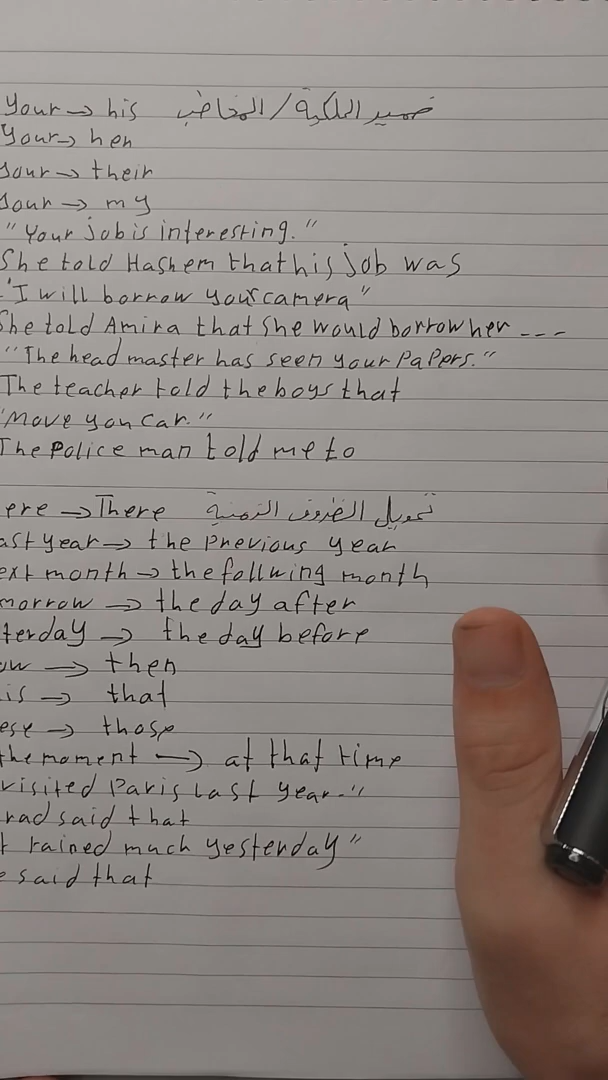 your → his ضمير الملكية / المخاطب
your → her
your → their
your → my
"Your job is interesting."
She told Hashem that his job was
"I will borrow your camera"
She told Amira that She would borrow her ---
"The head master has seen your Papers."
The teacher told the boys that
"Move you car."
The Police man told me to
ere → There تحويل الظروف الزمنية
ast year → the previous year
ext month → the follwing month
morrow → the day after
terday → the day before
ow → then
is → that
ese → those
the moment → at that time
visited Paris Last year."
rad said that
t rained much yesterday"
e said that